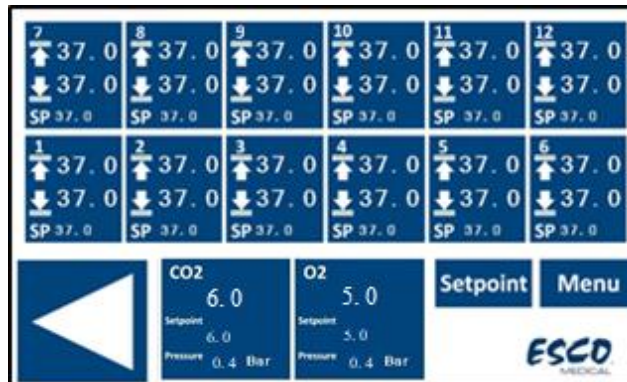 7 8 9 10 11 12
37.0 37.0 37.0 37.0 37.0 37.0
37.0 37.0 37.0 37.0 37.0 37.0
SP 37.0 SP 37.0 SP 37.0 SP 37.0 SP 37.0 SP 37.0
1 2 3 4 5 6
37.0 37.0 37.0 37.0 37.0 37.0
37.0 37.0 37.0 37.0 37.0 37.0
SP 37.0 SP 37.0 SP 37.0 SP 37.0 SP 37.0 SP 37.0
CO2
6.0
Setpoint
6.0
Pressure 0.4 Bar
O2
5.0
Setpoint
5.0
Pressure 0.4 Bar
Setpoint
Menu
ESCO
MEDICAL